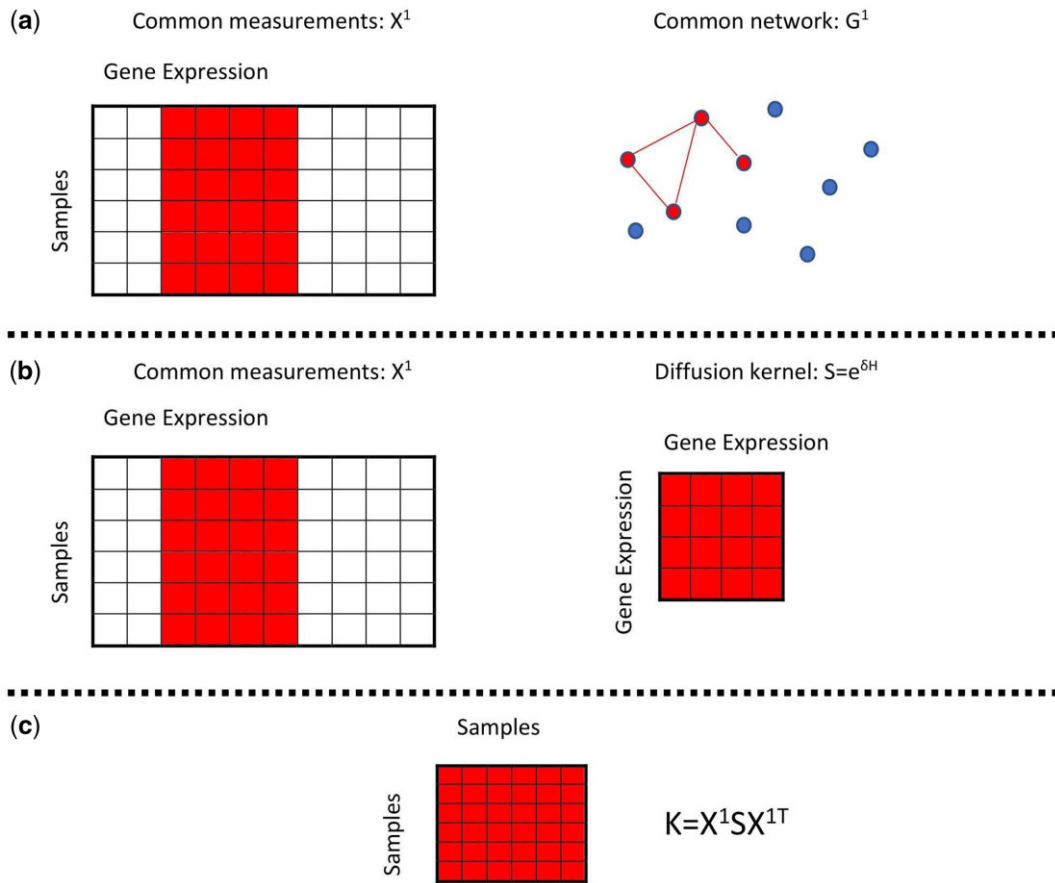 (a)
Common measurements: X¹
Common network: G¹
Gene Expression
Samples
(b)
Common measurements: X¹
Diffusion kernel: S=e^δH
Gene Expression
Gene Expression
Samples
Gene Expression
(c)
Samples
Samples
K=X¹SX¹ᵀ